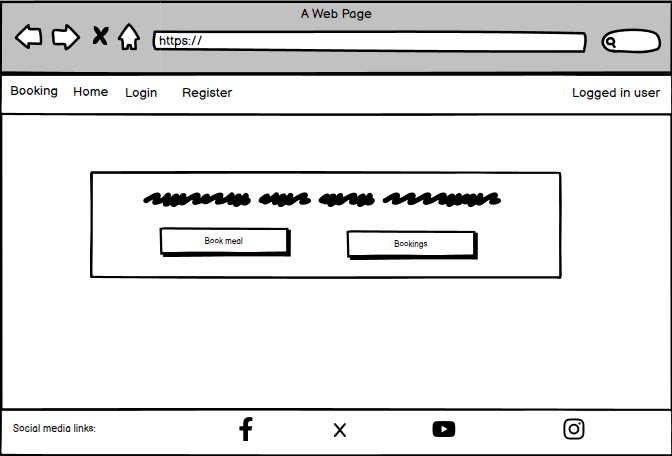 A Web Page
https://
Booking Home Login Register Logged in user
Book meal Bookings
Social media links: